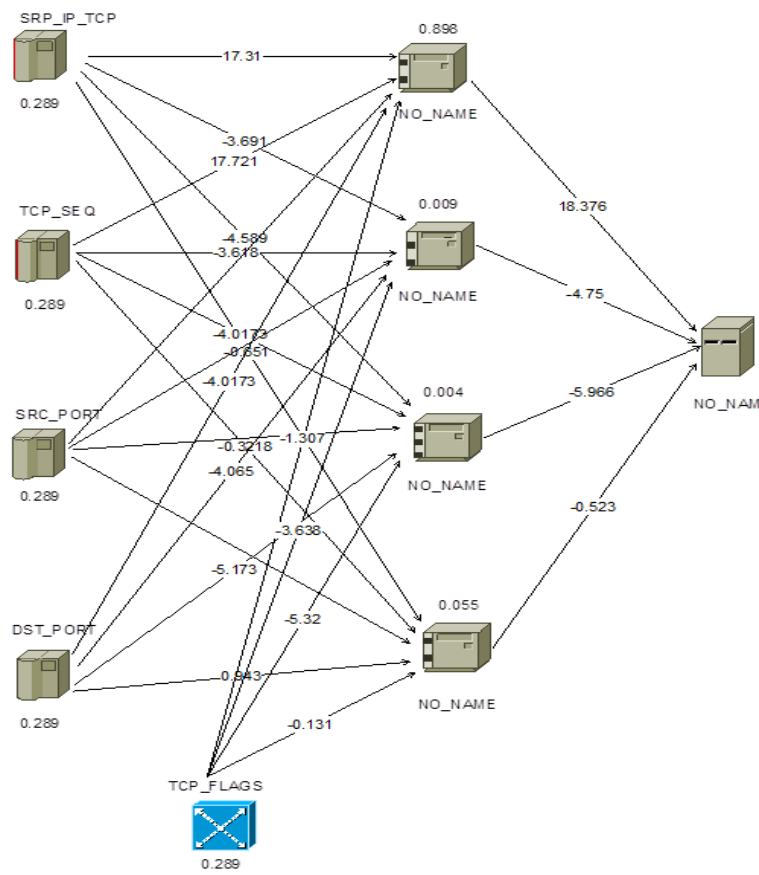 SRP_IP_TCP
0.898
17.31
0.289
NO_NAME
-3.691
17.721
TCP_SEQ
0.009
18.376
-4.589
-3.618
0.289
NO_NAME
-4.75
-4.0173
-0.651
-4.0173
0.004
-5.966
NO_NAM
SRC_PORT
-0.3218
-1.307
-4.065
0.289
NO_NAME
-0.523
-3.638
-5.173
0.055
-5.32
DST_PORT
0.943
0.289
NO_NAME
-0.131
TCP_FLAGS
0.289